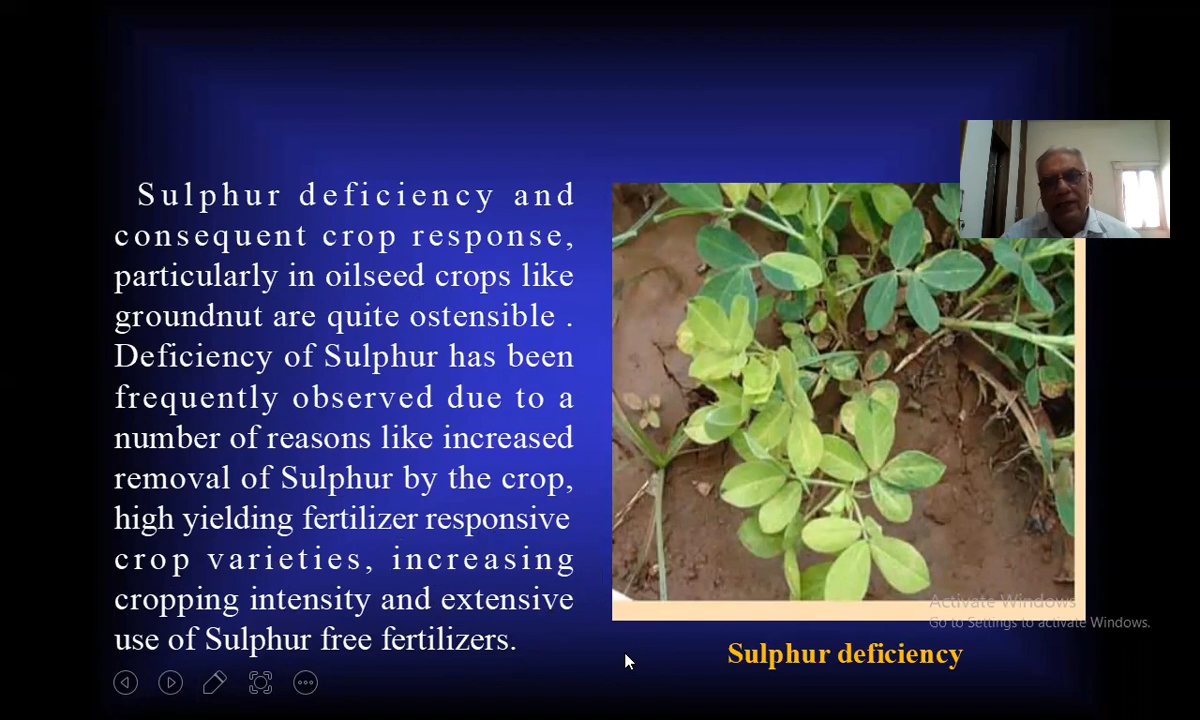 Sulphur deficiency and
consequent crop response,
particularly in oilseed crops like
groundnut are quite ostensible .
Deficiency of Sulphur has been
frequently observed due to a
number of reasons like increased
removal of Sulphur by the crop,
high yielding fertilizer responsive
crop varieties, increasing
cropping intensity and extensive
use of Sulphur free fertilizers.
Activate Windows
Go to Settings to activate Windows.
Sulphur deficiency